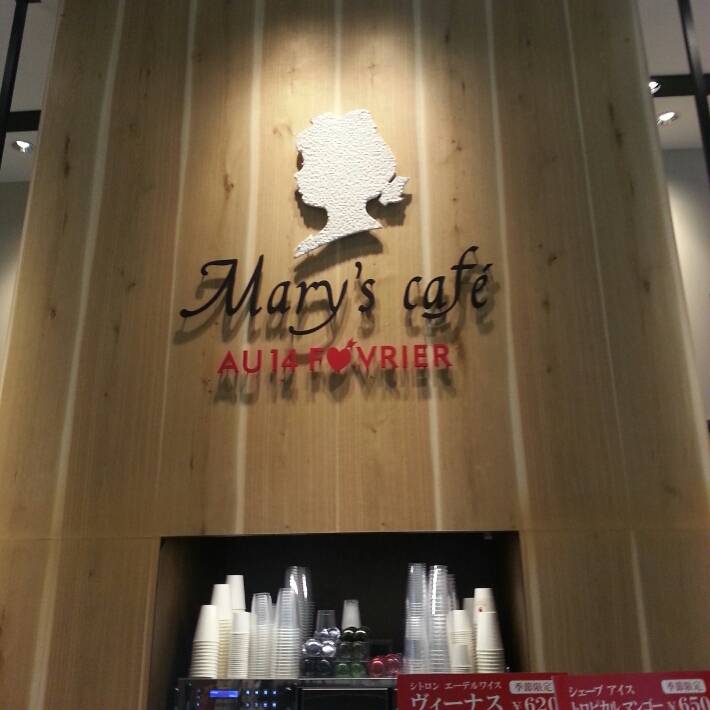 Mary's café
AU 14 FÉVRIER
シトロン エーデルワイス 季節限定
ヴィーナス ¥620
シェーブ アイス 季節限定
トロピカルマンゴー ¥650